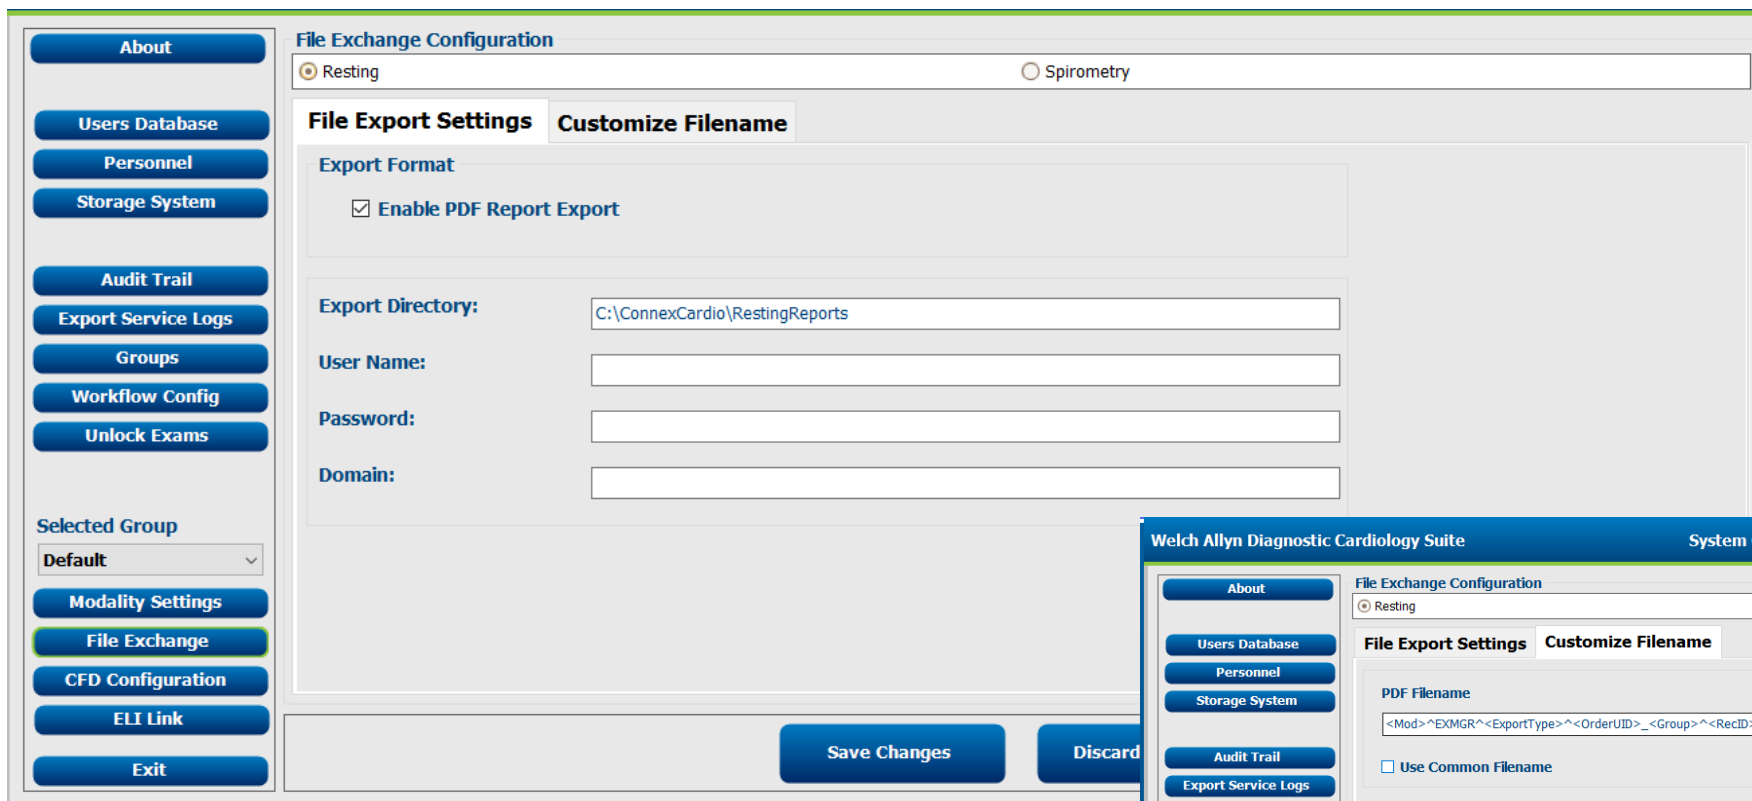 About
Users Database
Personnel
Storage System
Audit Trail
Export Service Logs
Groups
Workflow Config
Unlock Exams
Selected Group
Default
Modality Settings
File Exchange
CFD Configuration
ELI Link
Exit
File Exchange Configuration
Resting
Spirometry
File Export Settings
Customize Filename
Export Format
Enable PDF Report Export
Export Directory:
C:\ConnexCardio\RestingReports
User Name:
Password:
Domain:
Save Changes
Discard
Welch Allyn Diagnostic Cardiology Suite
System
About
Users Database
Personnel
Storage System
Audit Trail
Export Service Logs
File Exchange Configuration
Resting
File Export Settings
Customize Filename
PDF Filename
<Mod>^EXMGR^<ExportType>^<OrderUID>_<Group>^<RecID>
Use Common Filename